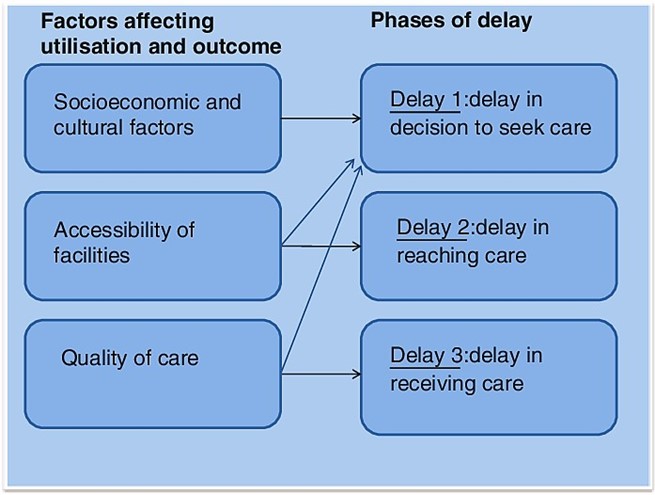 Factors affecting
utilisation and outcome
Phases of delay
Socioeconomic and
cultural factors
Delay 1:delay in
decision to seek care
Accessibility of
facilities
Delay 2:delay in
reaching care
Quality of care
Delay 3:delay in
receiving care